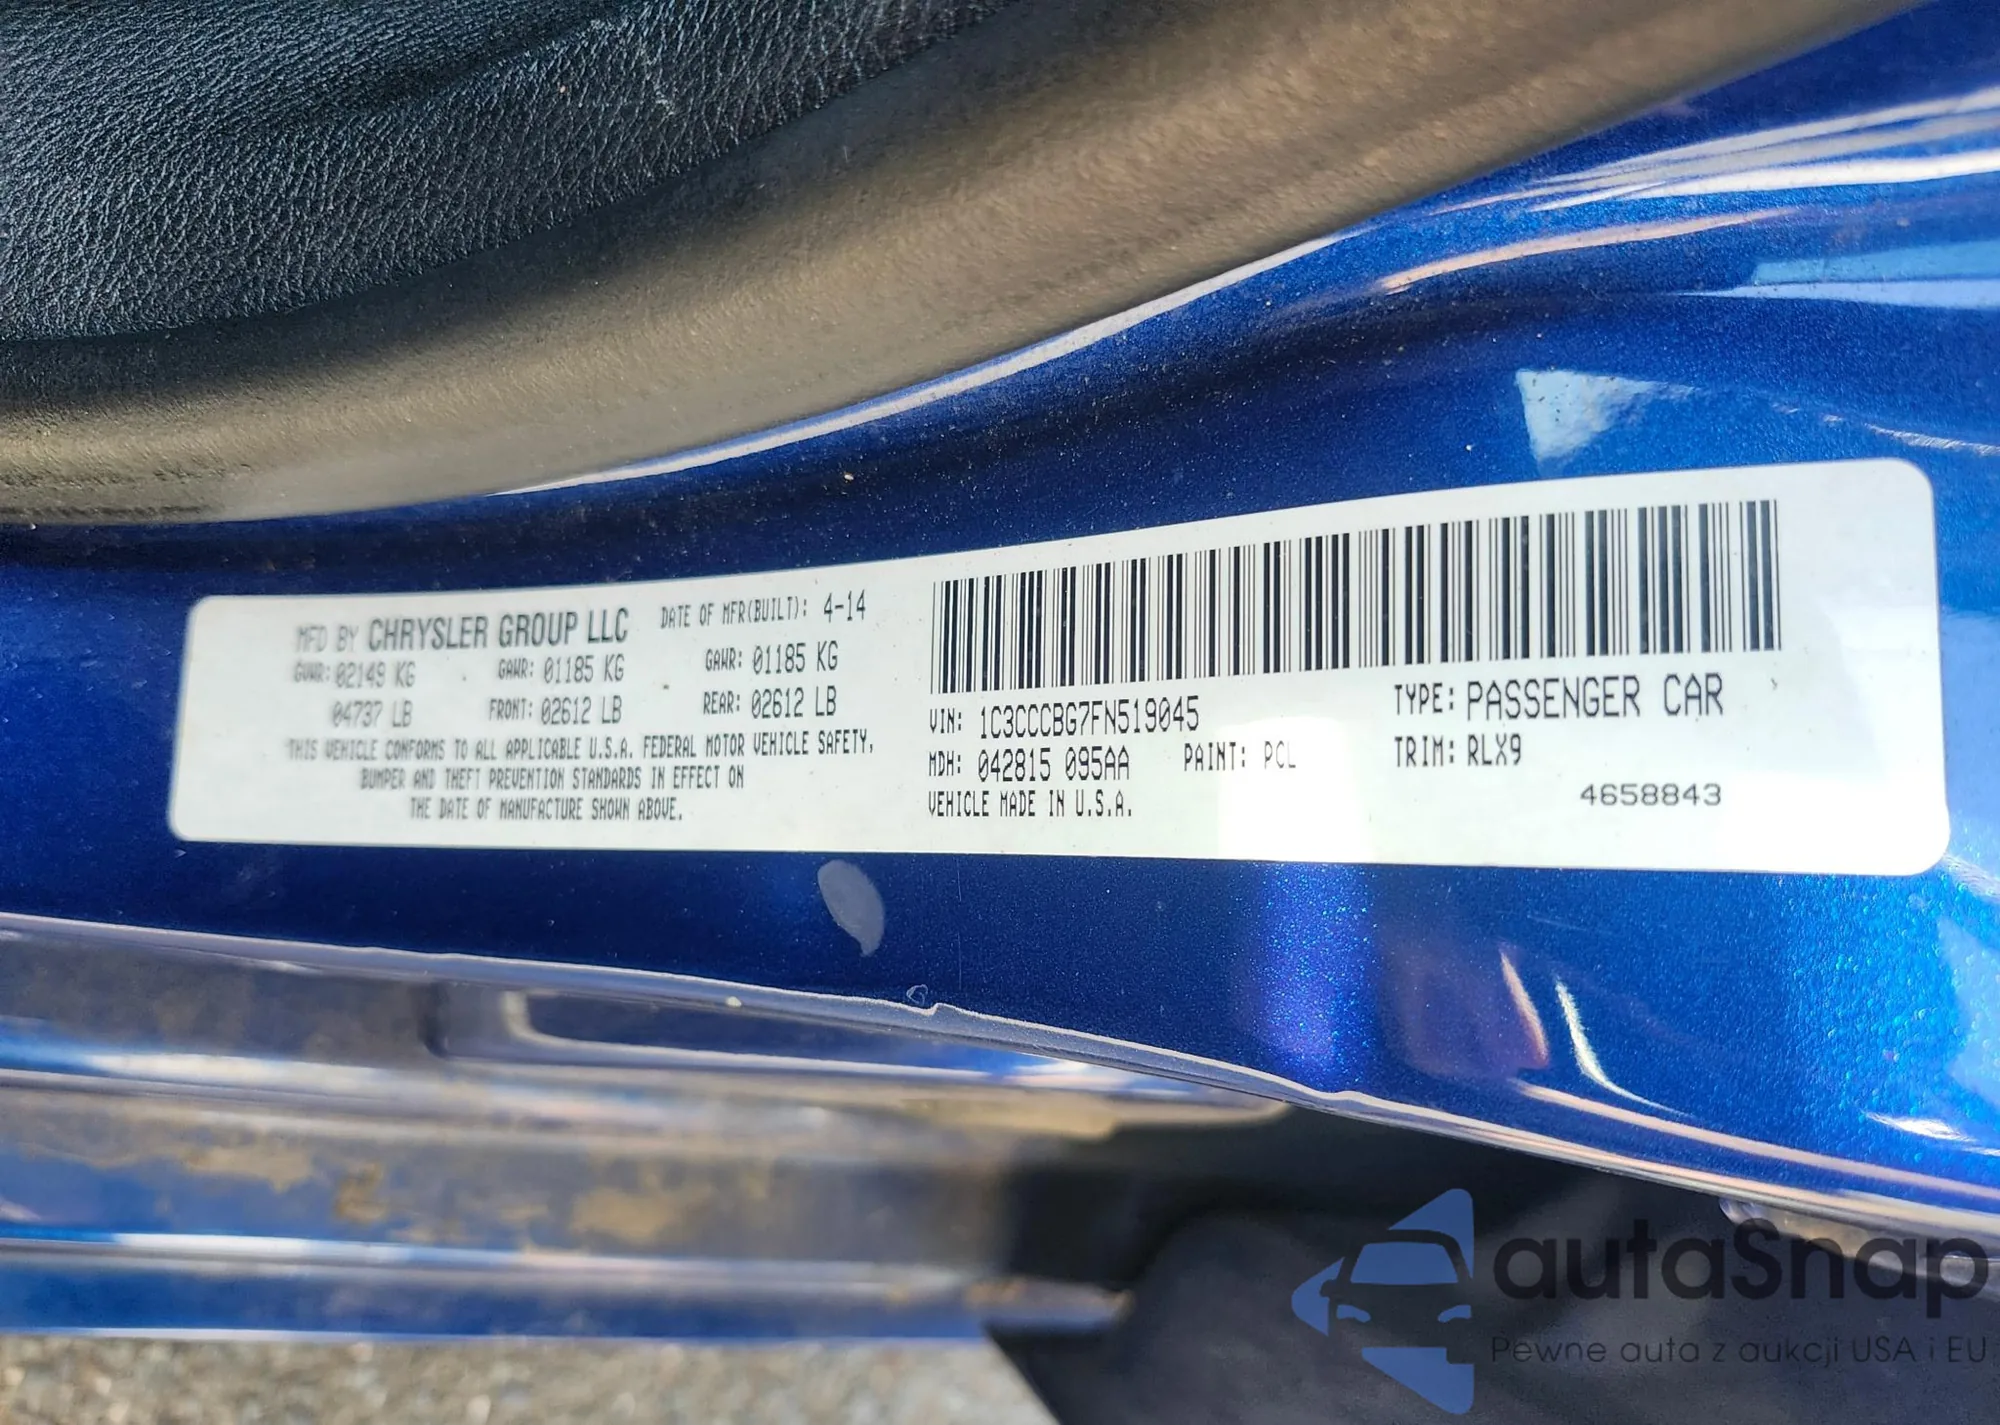 MFD BY CHRYSLER GROUP LLC DATE OF MFR(BUILT): 4-14
GVWR: 02149 KG GAWR: 01185 KG GAWR: 01185 KG
04737 LB FRONT: 02612 LB REAR: 02612 LB
THIS VEHICLE CONFORMS TO ALL APPLICABLE U.S.A. FEDERAL MOTOR VEHICLE SAFETY,
BUMPER AND THEFT PREVENTION STANDARDS IN EFFECT ON
THE DATE OF MANUFACTURE SHOWN ABOVE.
VIN: 1C3CCCBG7FN519045 TYPE: PASSENGER CAR
MDH: 042815 095AA PAINT: PCL TRIM: RLX9
VEHICLE MADE IN U.S.A. 4658843
autaSnap
Pewne auta z aukcji USA i EU